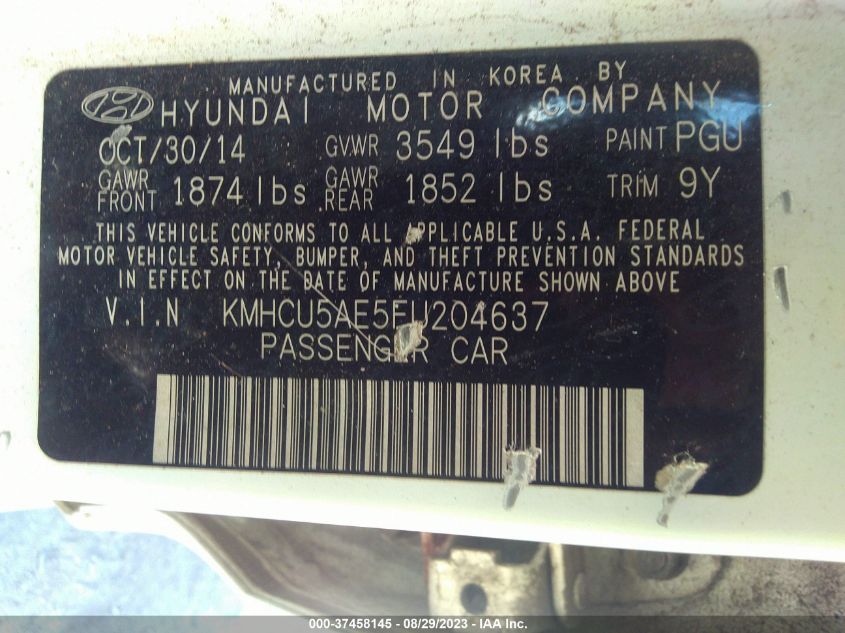 MANUFACTURED IN KOREA BY
HYUNDAI MOTOR COMPANY
OCT/30/14 GVWR 3549 lbs PAINT PGU
GAWR FRONT 1874 lbs GAWR REAR 1852 lbs TRIM 9Y
THIS VEHICLE CONFORMS TO ALL APPLICABLE U.S.A. FEDERAL
MOTOR VEHICLE SAFETY, BUMPER, AND THEFT PREVENTION STANDARDS
IN EFFECT ON THE DATE OF MANUFACTURE SHOWN ABOVE
V.I.N KMHCU5AE5FU204637
PASSENGER CAR
000-37458145 - 08/29/2023 - IAA Inc.